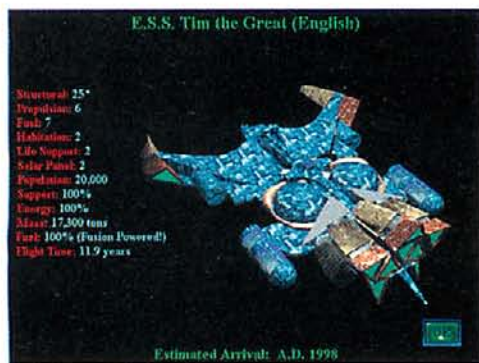 E.S.S. Tim the Great (English)
Structural: 25*
Propulsion: 6
Fuel: 7
Habitation: 2
Life Support: 2
Solar Panel: 2
Population: 20,000
Support: 100%
Energy: 100%
Mass: 17,300 tons
Fuel: 100% (Fusion Powered!)
Flight Time: 11.9 years
Estimated Arrival: A.D. 1998